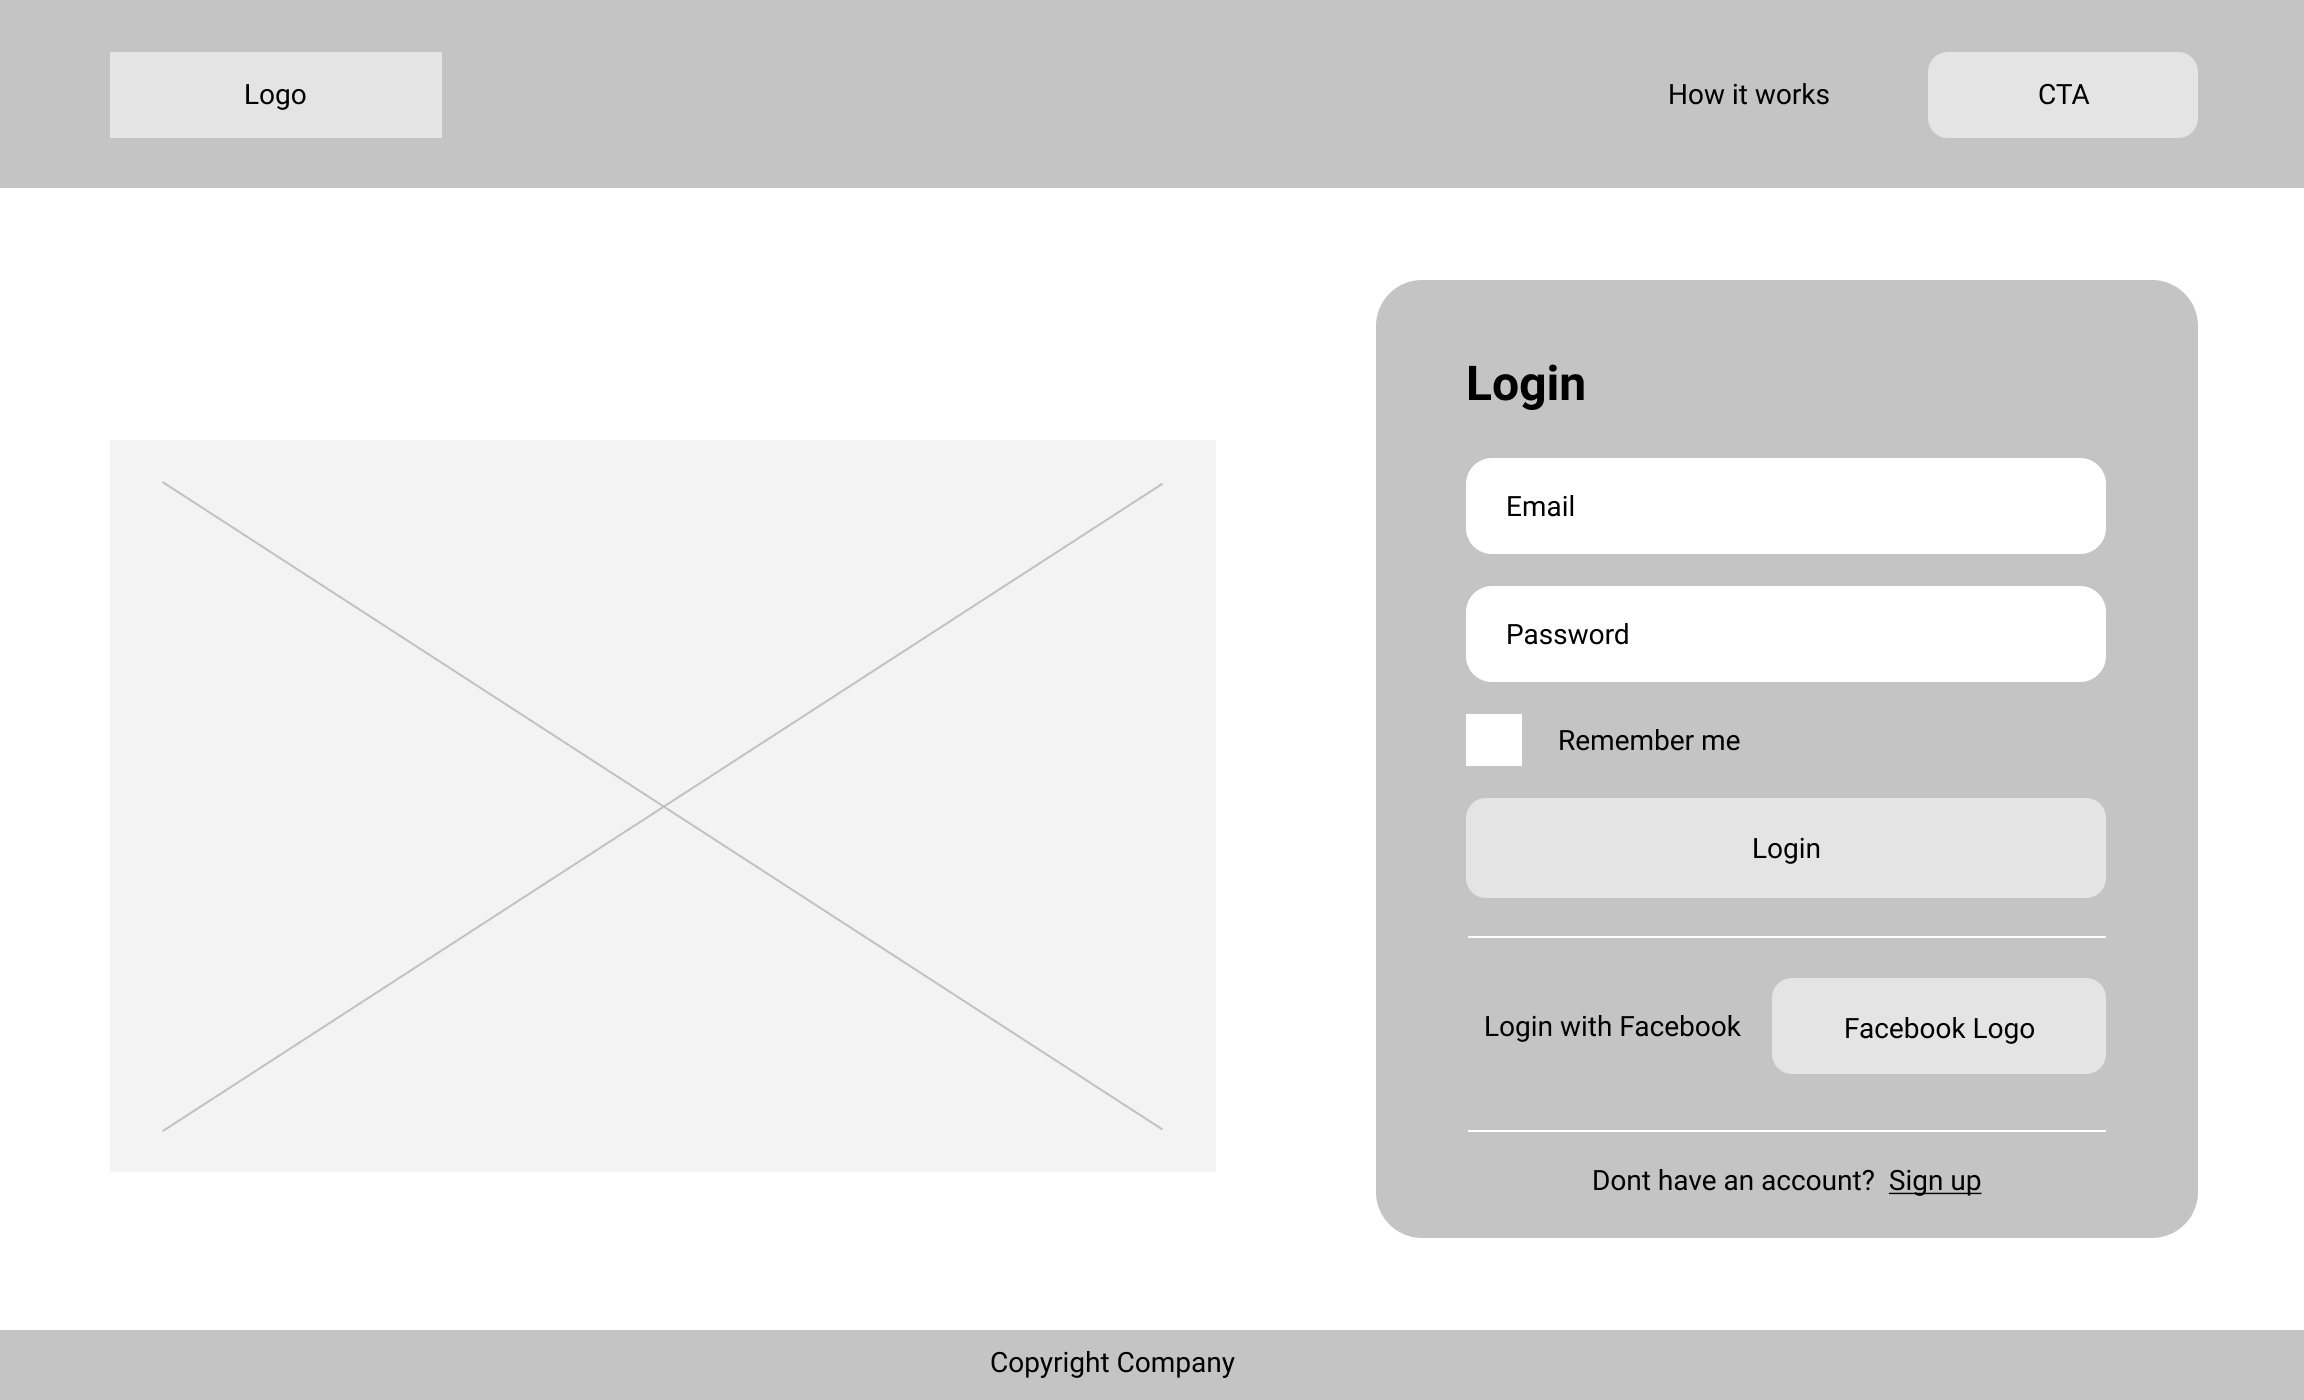 Logo
How it works
CTA
Login
Email
Password
Remember me
Login
Login with Facebook
Facebook Logo
Dont have an account? Sign up
Copyright Company